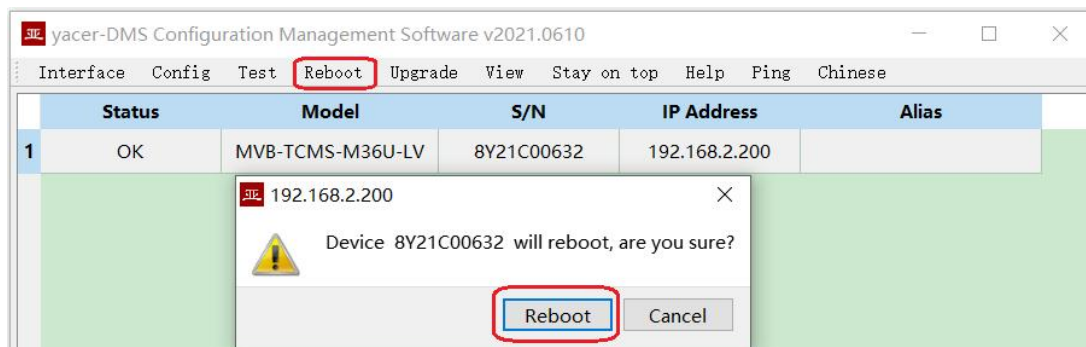 亚 yacer-DMS Configuration Management Software v2021.0610
Interface Config Test Reboot Upgrade View Stay on top Help Ping Chinese
Status Model S/N IP Address Alias
1 OK MVB-TCMS-M36U-LV 8Y21C00632 192.168.2.200
亚 192.168.2.200
Device 8Y21C00632 will reboot, are you sure?
Reboot Cancel